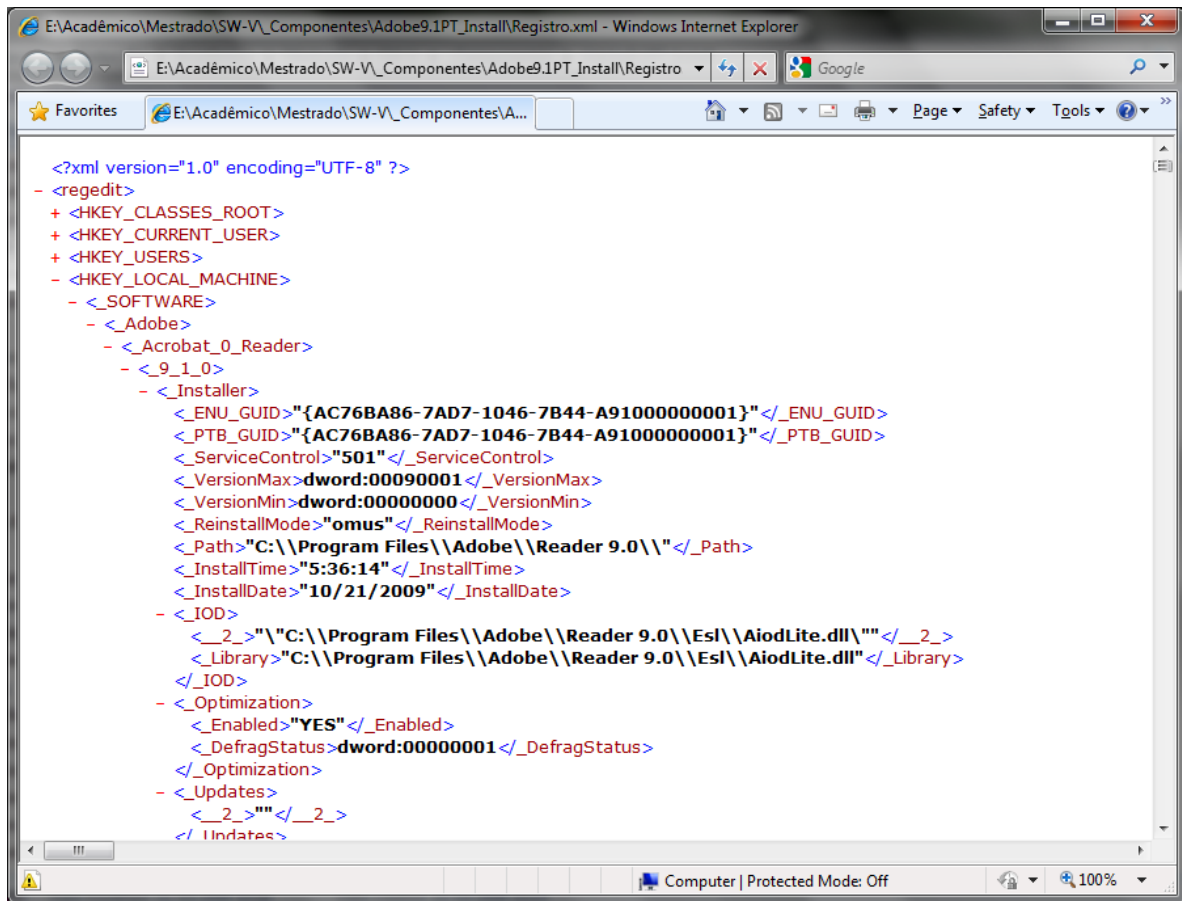 E:\Acadêmico\Mestrado\SW-V\_Componentes\Adobe9.1PT_Install\Registro.xml - Windows Internet Explorer
E:\Acadêmico\Mestrado\SW-V\_Componentes\Adobe9.1PT_Install\Registro Google
Favorites E:\Acadêmico\Mestrado\SW-V\_Componentes\A... Page Safety Tools »
<?xml version="1.0" encoding="UTF-8" ?>
- <regedit>
+ <HKEY_CLASSES_ROOT>
+ <HKEY_CURRENT_USER>
+ <HKEY_USERS>
- <HKEY_LOCAL_MACHINE>
- <_SOFTWARE>
- <_Adobe>
- <_Acrobat_0_Reader>
- <_9_1_0>
- <_Installer>
<_ENU_GUID>"{AC76BA86-7AD7-1046-7B44-A91000000001}"</_ENU_GUID>
<_PTB_GUID>"{AC76BA86-7AD7-1046-7B44-A91000000001}"</_PTB_GUID>
<_ServiceControl>"501"</_ServiceControl>
<_VersionMax>dword:00090001</_VersionMax>
<_VersionMin>dword:00000000</_VersionMin>
<_ReinstallMode>"omus"</_ReinstallMode>
<_Path>"C:\\Program Files\\Adobe\\Reader 9.0\\"</_Path>
<_InstallTime>"5:36:14"</_InstallTime>
<_InstallDate>"10/21/2009"</_InstallDate>
- <_IOD>
<__2_>"\"C:\\Program Files\\Adobe\\Reader 9.0\\Esl\\AiodLite.dll\""</__2_>
<_Library>"C:\\Program Files\\Adobe\\Reader 9.0\\Esl\\AiodLite.dll"</_Library>
</_IOD>
- <_Optimization>
<_Enabled>"YES"</_Enabled>
<_DefragStatus>dword:00000001</_DefragStatus>
</_Optimization>
- <_Updates>
<__2_>""</__2_>
</_Updates>
Computer | Protected Mode: Off 100%